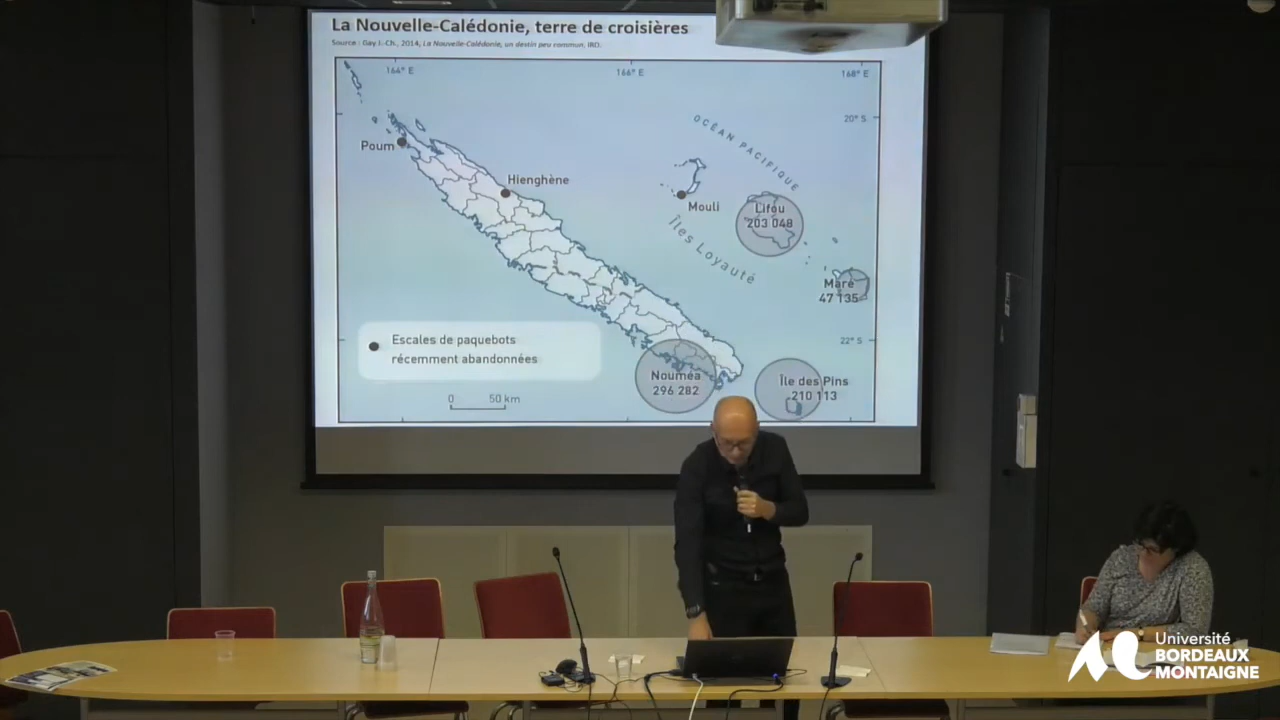 La Nouvelle-Calédonie, terre de croisières
Source : Gay J.-Ch., 2014, La Nouvelle-Calédonie, un destin peu commun, IRD.
164° E
166° E
168° E
20° S
OCÉAN PACIFIQUE
Poum
Hienghène
Mouli
Lifou
203 048
Îles Loyauté
Maré
47 135
22° S
Escales de paquebots
récemment abandonnées
Nouméa
296 282
Île des Pins
210 113
0 50 km
Université
BORDEAUX
MONTAIGNE